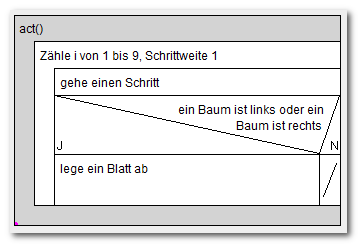 act()
Zähle i von 1 bis 9, Schrittweite 1
gehe einen Schritt
ein Baum ist links oder ein
Baum ist rechts
J
N
lege ein Blatt ab